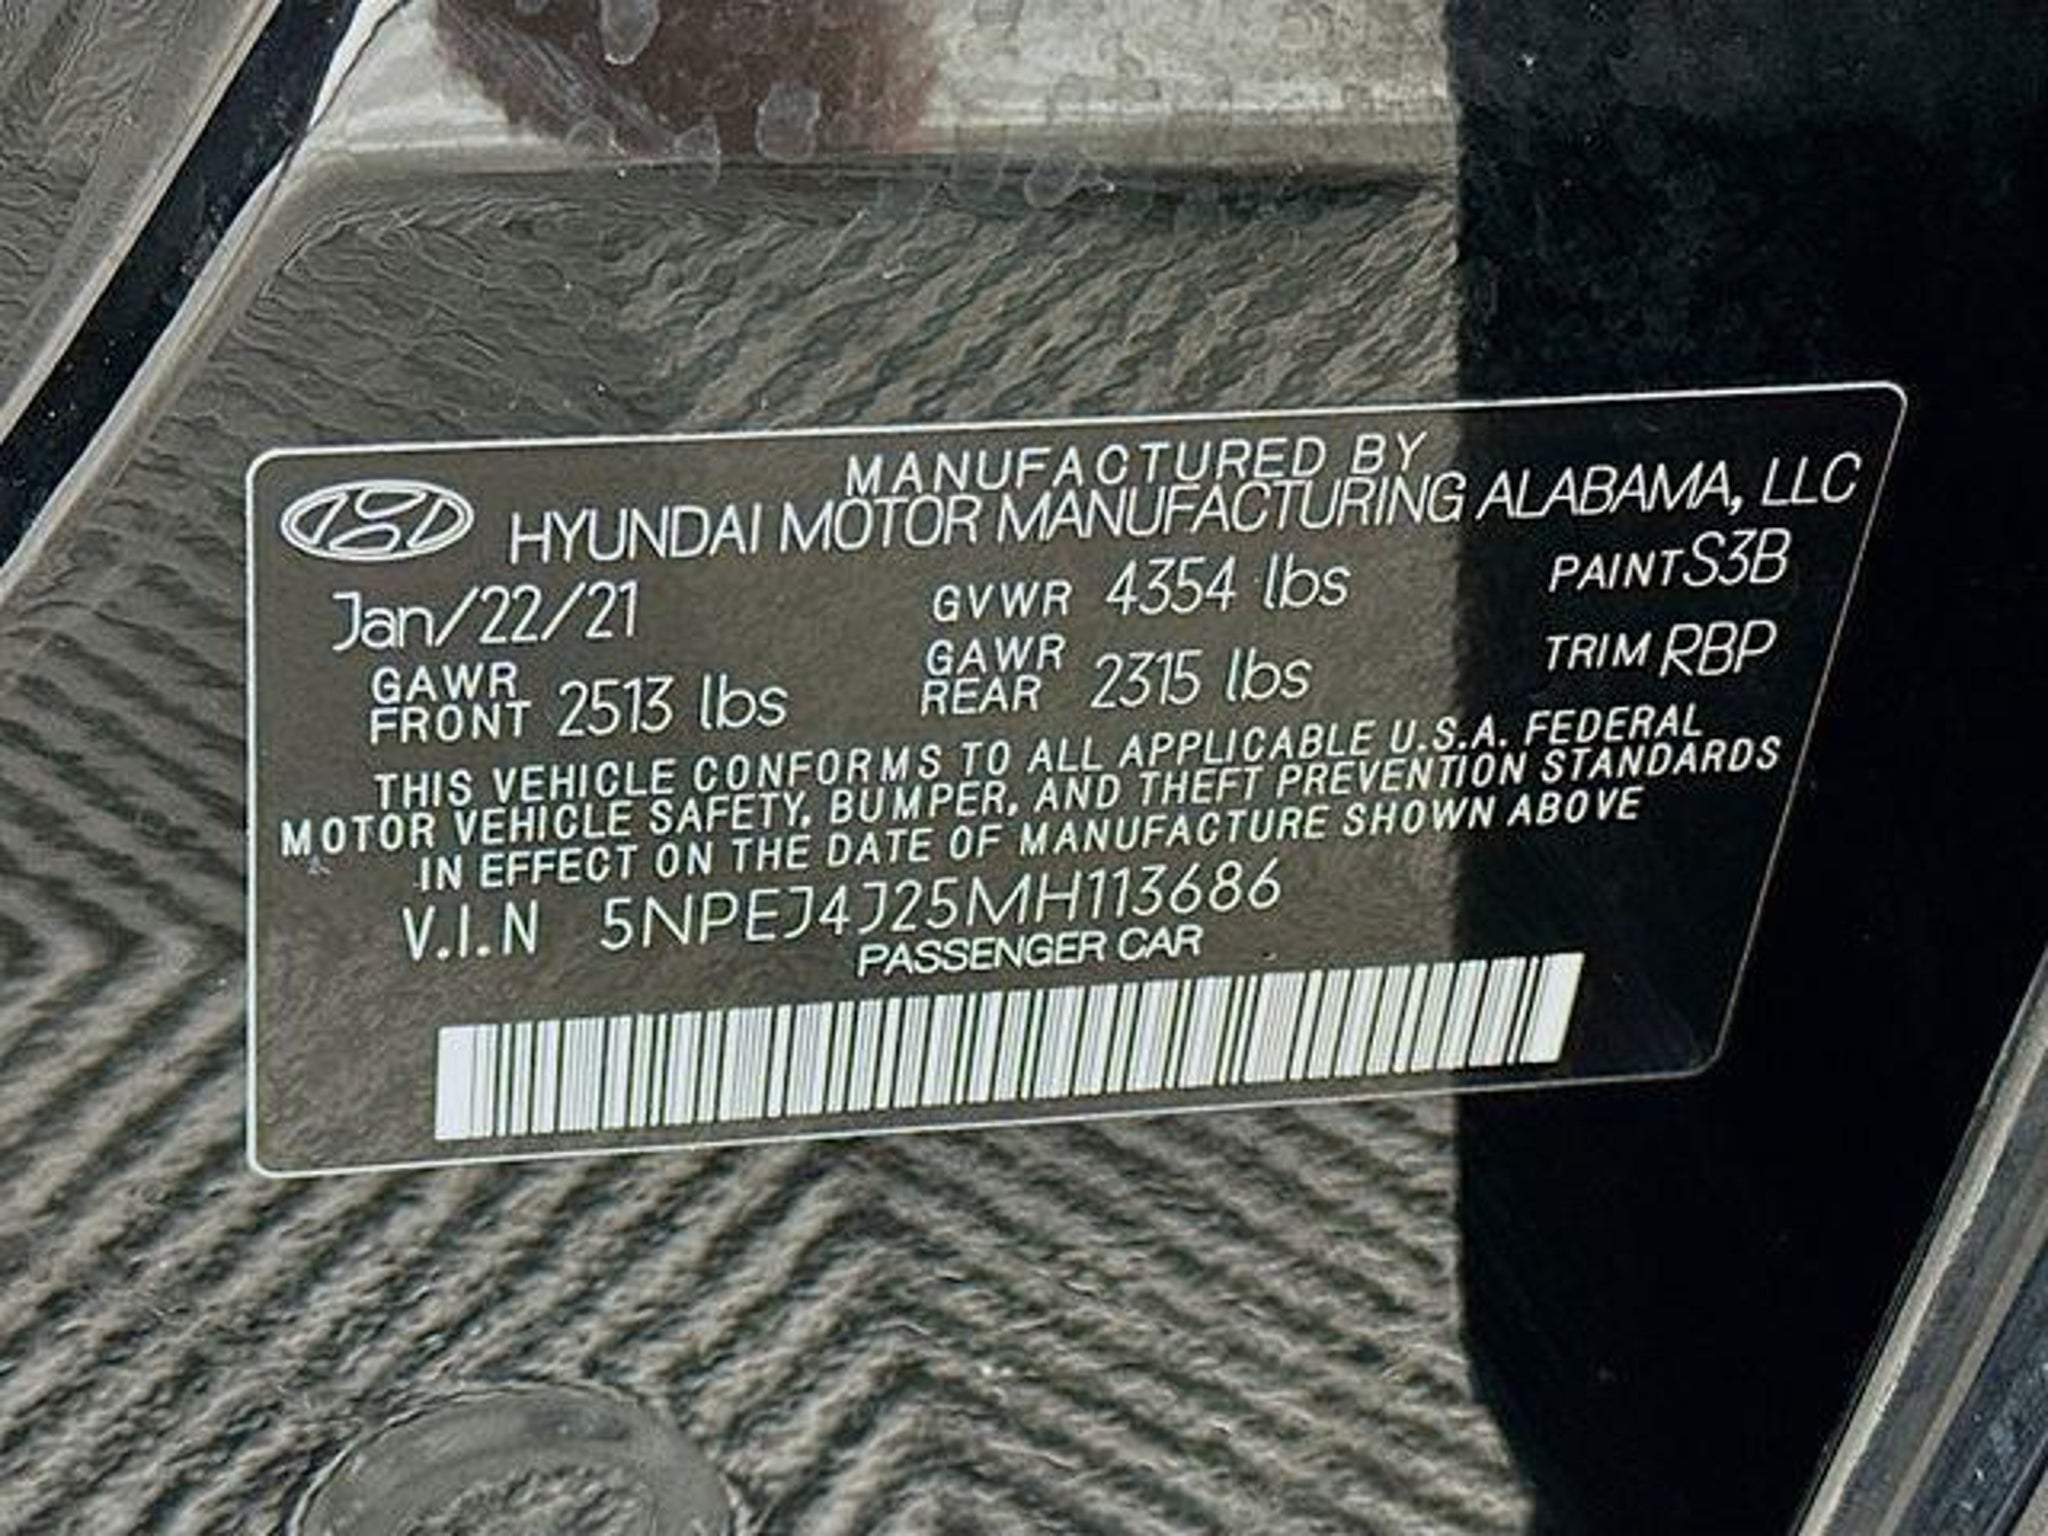 MANUFACTURED BY
HYUNDAI MOTOR MANUFACTURING ALABAMA, LLC
Jan/22/21 GVWR 4354 lbs PAINT S3B
GAWR FRONT 2513 lbs GAWR REAR 2315 lbs TRIM RBP
THIS VEHICLE CONFORMS TO ALL APPLICABLE U.S.A. FEDERAL
MOTOR VEHICLE SAFETY, BUMPER, AND THEFT PREVENTION STANDARDS
IN EFFECT ON THE DATE OF MANUFACTURE SHOWN ABOVE
V.I.N 5NPEJ4J25MH113686
PASSENGER CAR